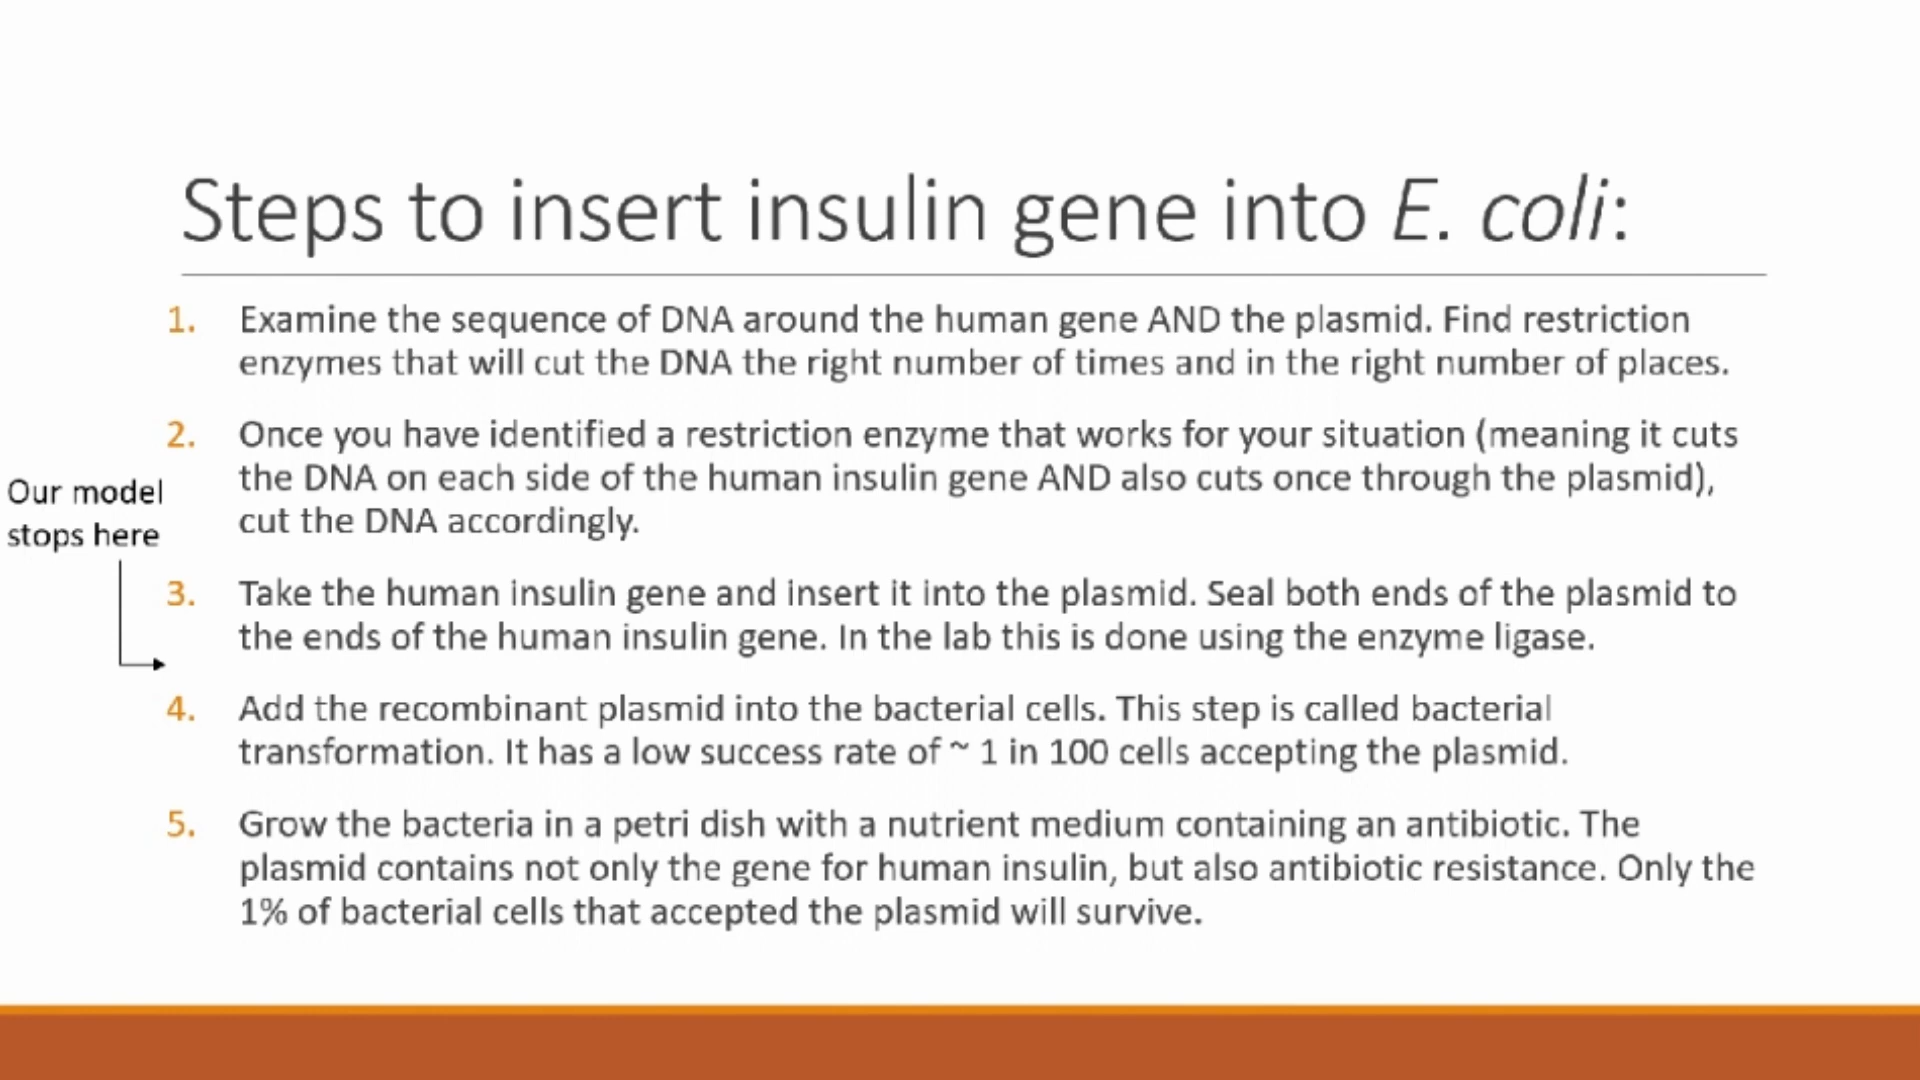 Steps to insert insulin gene into E. coli:
1. Examine the sequence of DNA around the human gene AND the plasmid. Find restriction
enzymes that will cut the DNA the right number of times and in the right number of places.
2. Once you have identified a restriction enzyme that works for your situation (meaning it cuts
the DNA on each side of the human insulin gene AND also cuts once through the plasmid),
cut the DNA accordingly.
Our model
stops here
3. Take the human insulin gene and insert it into the plasmid. Seal both ends of the plasmid to
the ends of the human insulin gene. In the lab this is done using the enzyme ligase.
4. Add the recombinant plasmid into the bacterial cells. This step is called bacterial
transformation. It has a low success rate of ~ 1 in 100 cells accepting the plasmid.
5. Grow the bacteria in a petri dish with a nutrient medium containing an antibiotic. The
plasmid contains not only the gene for human insulin, but also antibiotic resistance. Only the
1% of bacterial cells that accepted the plasmid will survive.